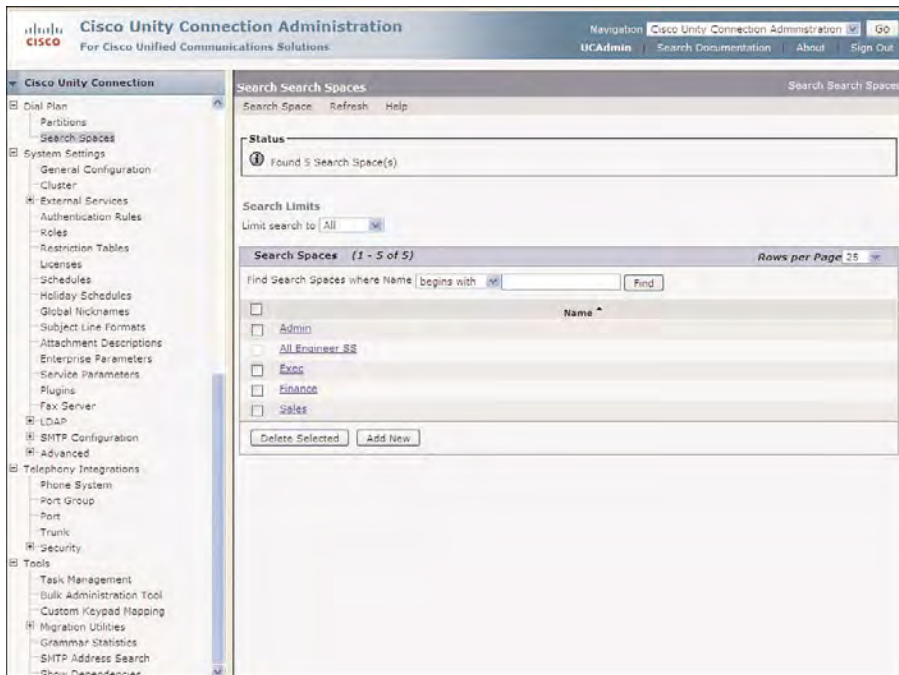 Cisco Unity Connection Administration
For Cisco Unified Communications Solutions
cisco
Navigation Cisco Unity Connection Administration Go
UCAdmin Search Documentation About Sign Out
Cisco Unity Connection
Dial Plan
Partitions
Search Spaces
System Settings
General Configuration
Cluster
External Services
Authentication Rules
Roles
Restriction Tables
Licenses
Schedules
Holiday Schedules
Global Nicknames
Subject Line Formats
Attachment Descriptions
Enterprise Parameters
Service Parameters
Plugins
Fax Server
LDAP
SMTP Configuration
Advanced
Telephony Integrations
Phone System
Port Group
Port
Trunk
Security
Tools
Task Management
Bulk Administration Tool
Custom Keypad Mapping
Migration Utilities
Grammar Statistics
SMTP Address Search
Show Dependencies
Search Search Spaces
Search Search Spaces
Search Space Refresh Help
Status
Found 5 Search Space(s)
Search Limits
Limit search to All
Search Spaces (1 - 5 of 5)
Rows per Page 25
Find Search Spaces where Name begins with Find
Name
Admin
All Engineer SS
Exec
Finance
Sales
Delete Selected Add New